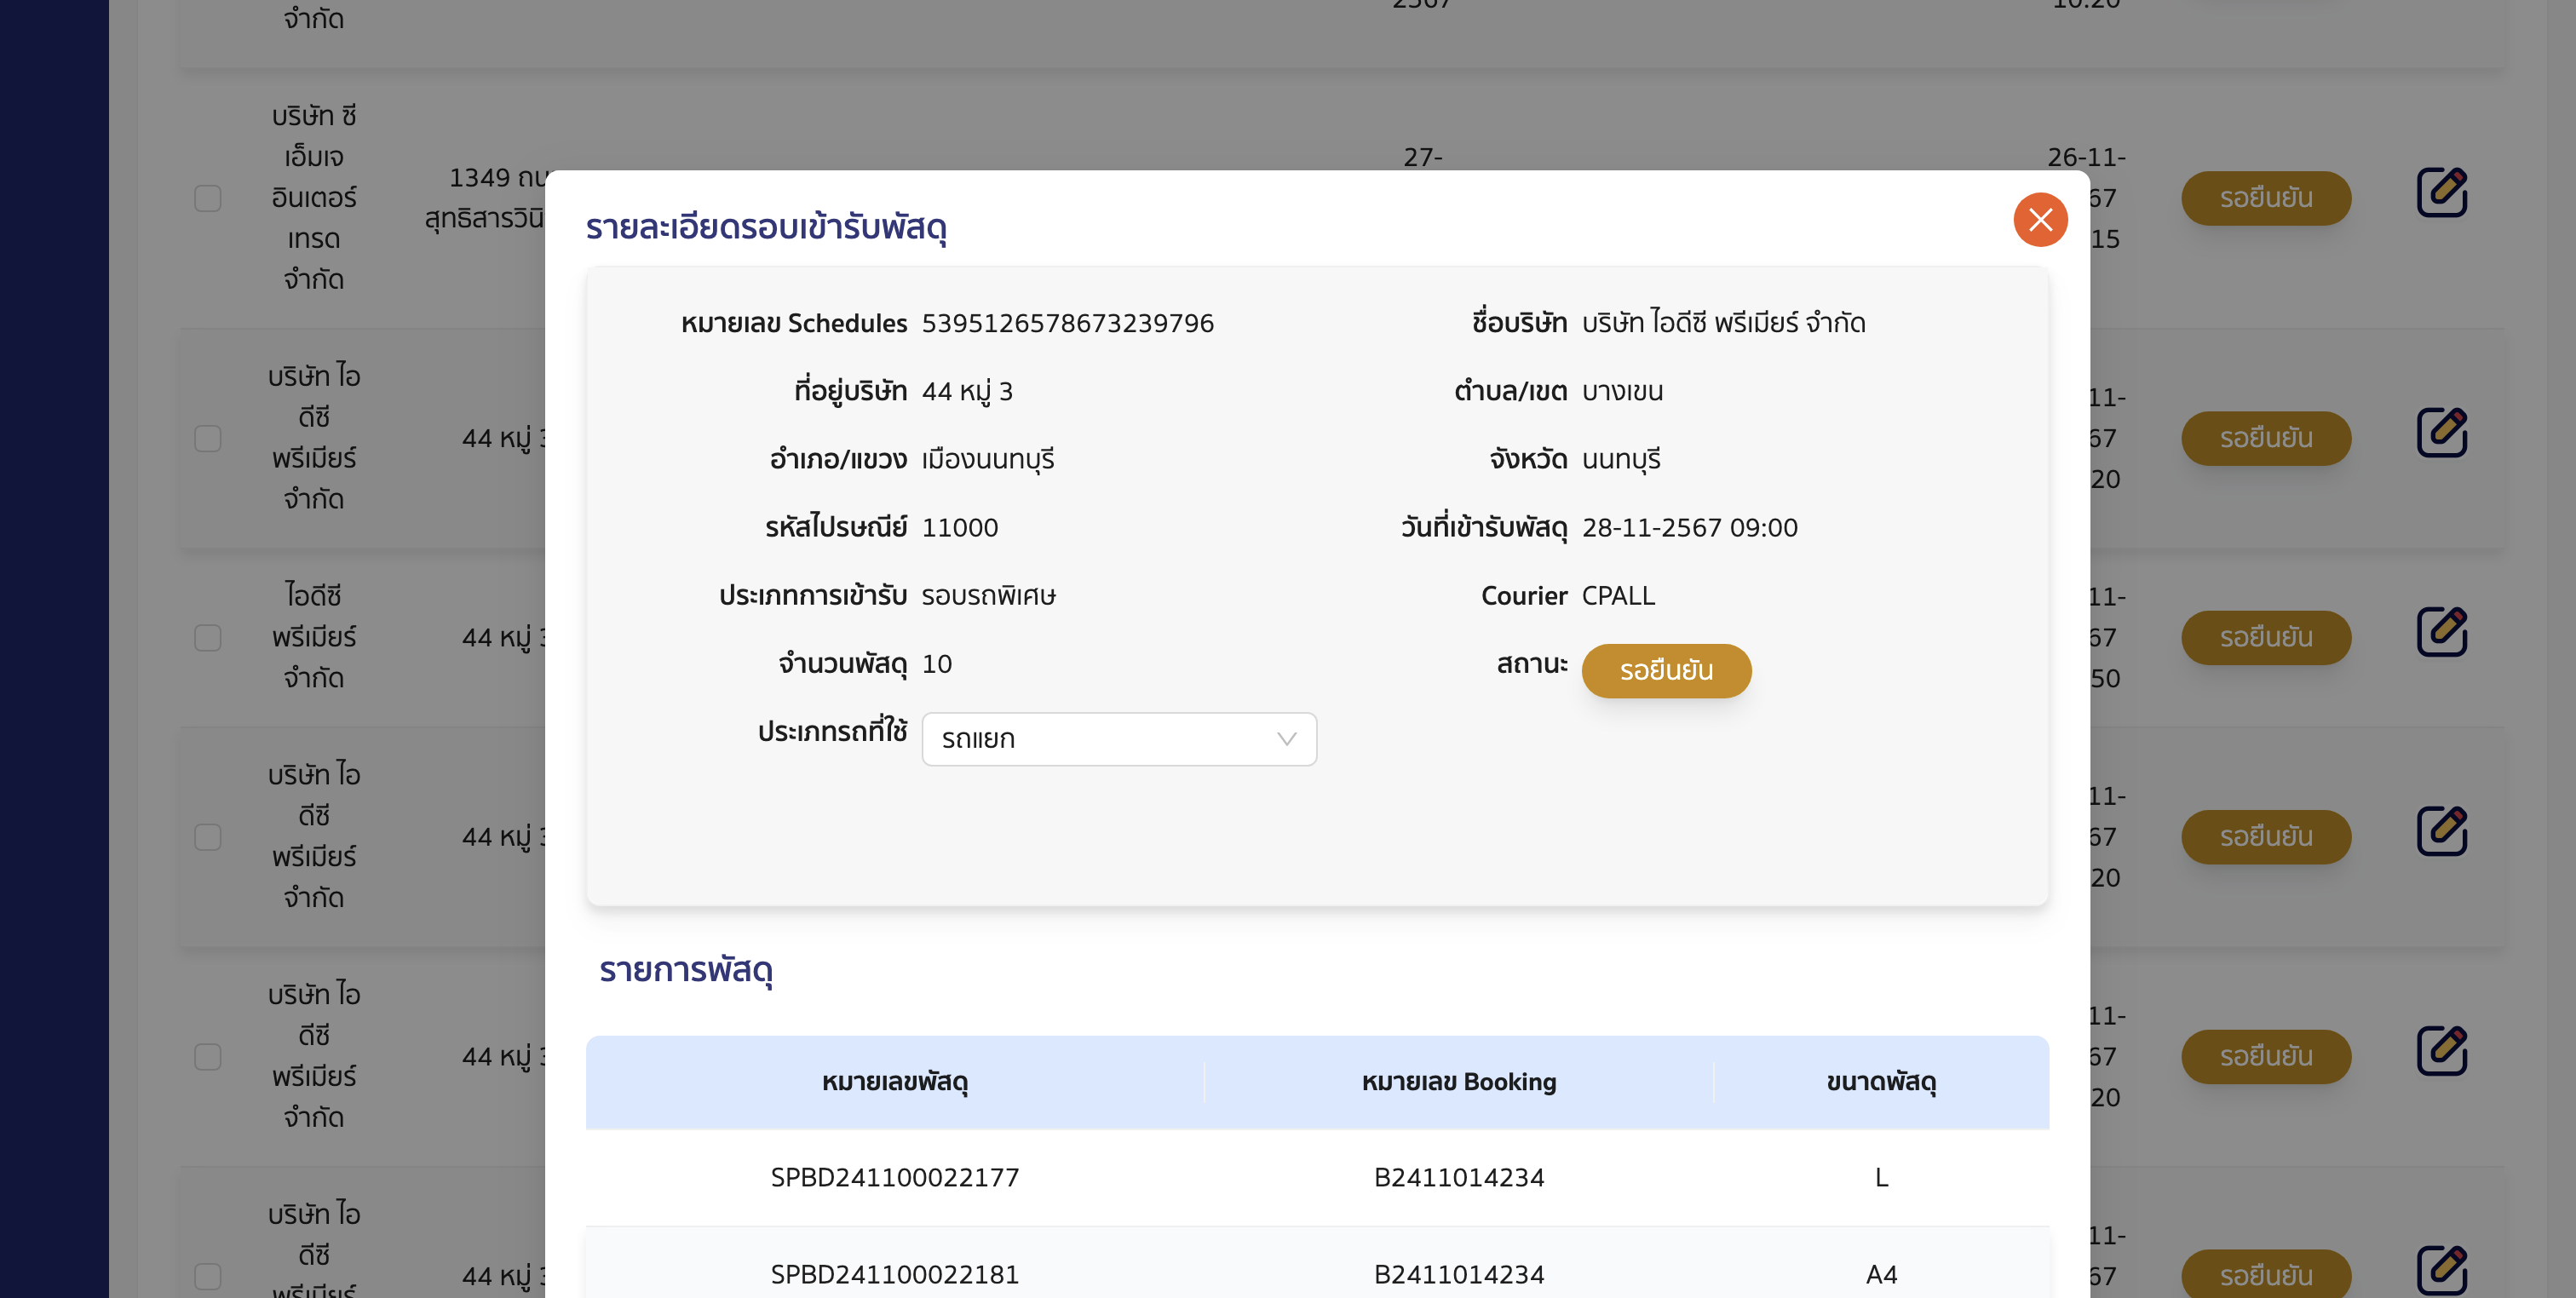 จำกัด
2567
10:20
บริษัท ซี
เอ็มเจ
อินเตอร์
เทรด
จำกัด
1349 ถน
สุทธิสารวินิ
27-
26-11-
67
15
รอยืนยัน
รายละเอียดรอบเข้ารับพัสดุ
หมายเลข Schedules 5395126578673239796
ชื่อบริษัท บริษัท ไอดีซี พรีเมียร์ จำกัด
ที่อยู่บริษัท 44 หมู่ 3
ตำบล/เขต บางเขน
อำเภอ/แขวง เมืองนนทบุรี
จังหวัด นนทบุรี
รหัสไปรษณีย์ 11000
วันที่เข้ารับพัสดุ 28-11-2567 09:00
ประเภทการเข้ารับ รอบรถพิเศษ
Courier CPALL
จำนวนพัสดุ 10
สถานะ รอยืนยัน
ประเภทรถที่ใช้ รถแยก
รายการพัสดุ
หมายเลขพัสดุ หมายเลข Booking ขนาดพัสดุ
SPBD241100022177 B2411014234 L
SPBD241100022181 B2411014234 A4
บริษัท ไอ
ดีซี
พรีเมียร์
จำกัด
44 หมู่ 3
11-
67
20
รอยืนยัน
ไอดีซี
พรีเมียร์
จำกัด
44 หมู่ 3
11-
67
50
รอยืนยัน
บริษัท ไอ
ดีซี
พรีเมียร์
จำกัด
44 หมู่ 3
11-
67
20
รอยืนยัน
บริษัท ไอ
ดีซี
พรีเมียร์
จำกัด
44 หมู่ 3
11-
67
20
รอยืนยัน
บริษัท ไอ
ดีซี
พรีเมียร์
44 หมู่ 3
11-
67
รอยืนยัน